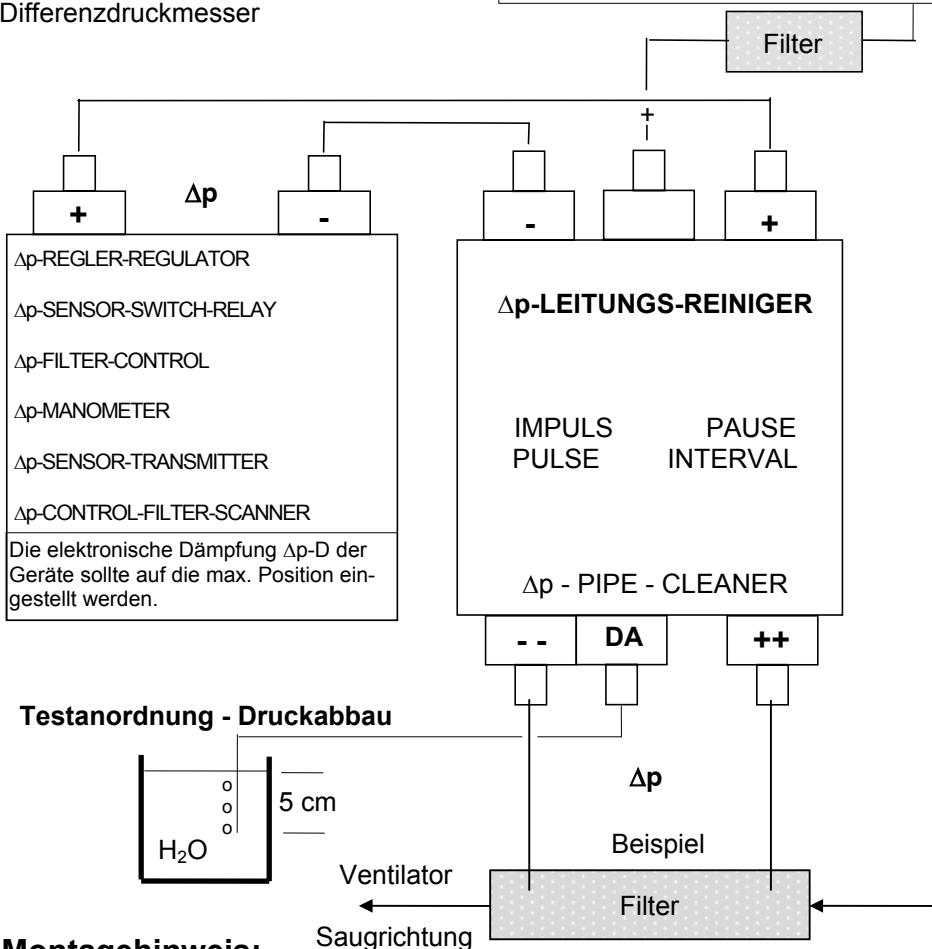 Differenzdruckmesser
Filter
+
Δp
+
-
-
+
Δp-REGLER-REGULATOR
Δp-SENSOR-SWITCH-RELAY
Δp-FILTER-CONTROL
Δp-MANOMETER
Δp-SENSOR-TRANSMITTER
Δp-CONTROL-FILTER-SCANNER
Die elektronische Dämpfung Δp-D der
Geräte sollte auf die max. Position ein-
gestellt werden.
Δp-LEITUNGS-REINIGER
IMPULS PAUSE
PULSE INTERVAL
Δp - PIPE - CLEANER
- - DA ++
Testanordnung - Druckabbau
o
o
o
5 cm
H₂O
Δp
Beispiel
Ventilator
Filter
Saugrichtung
Montagehinweis: